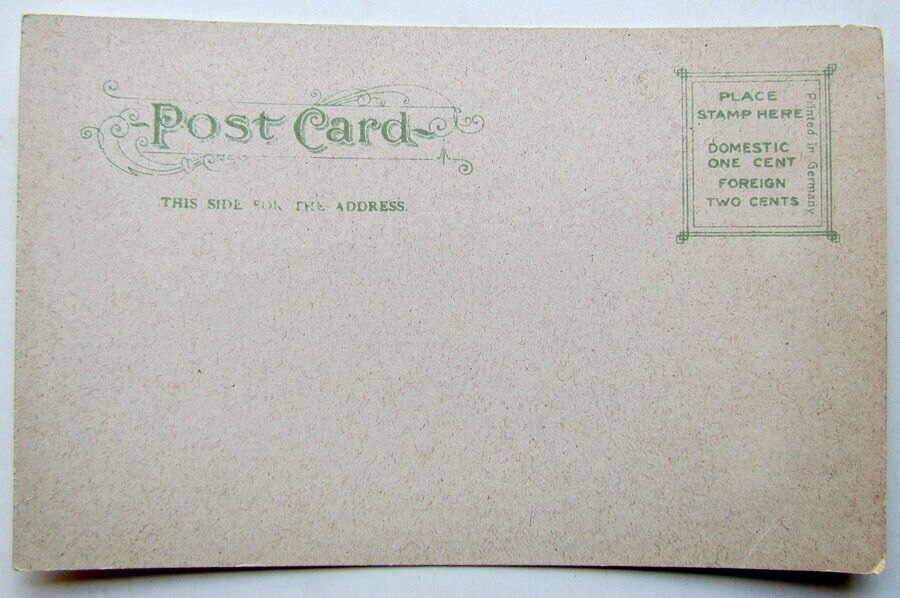 Post Card
THIS SIDE FOR THE ADDRESS.
PLACE
STAMP HERE
DOMESTIC
ONE CENT
FOREIGN
TWO CENTS
Printed in Germany